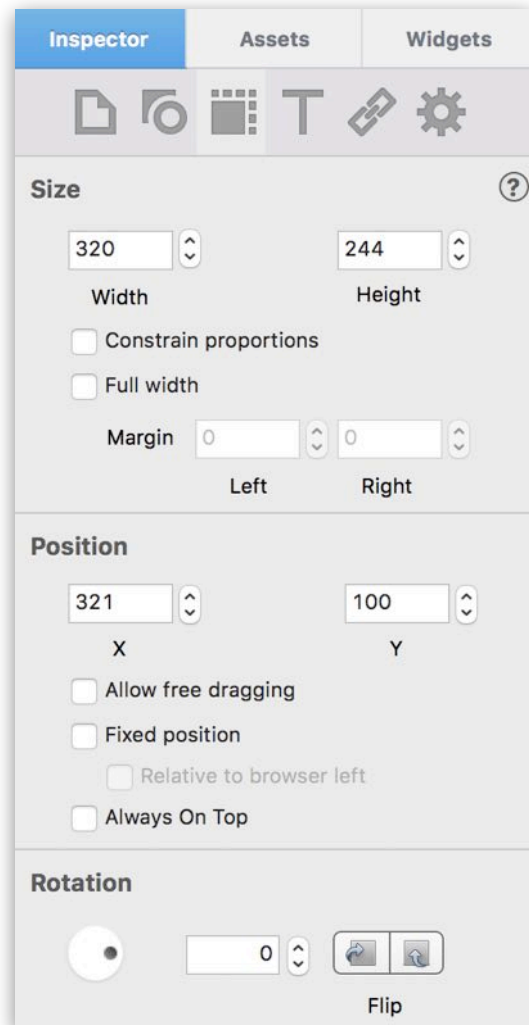 Inspector Assets Widgets
Size ?
320 244
Width Height
Constrain proportions
Full width
Margin 0 0
Left Right
Position
321 100
X Y
Allow free dragging
Fixed position
Relative to browser left
Always On Top
Rotation
0
Flip